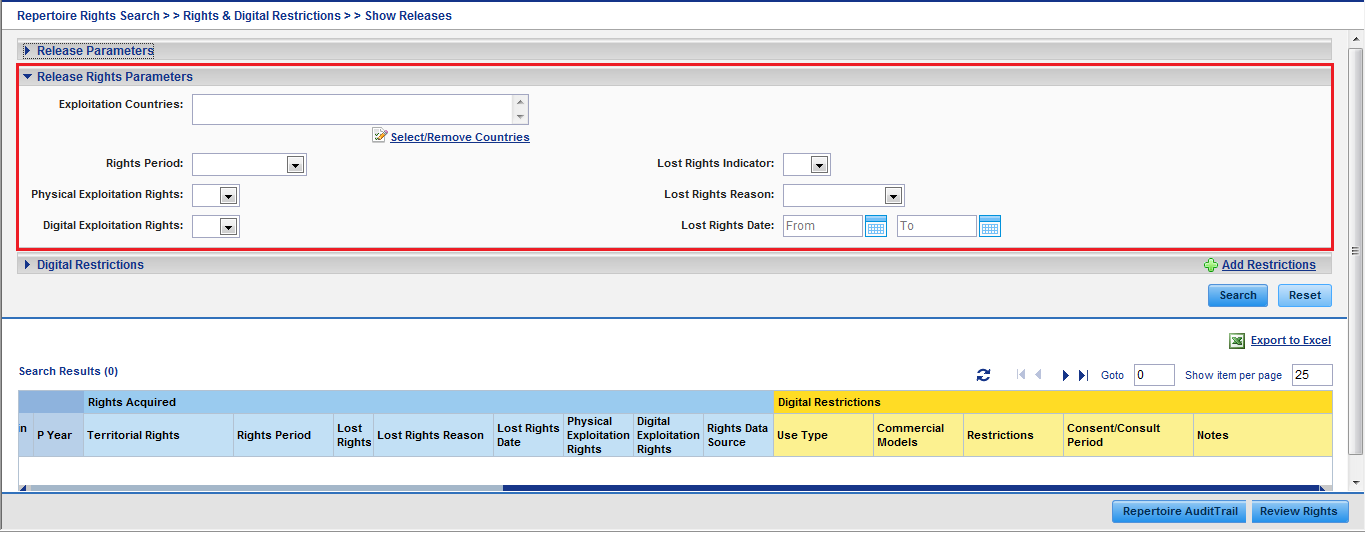 Repertoire Rights Search > > Rights & Digital Restrictions > > Show Releases
Release Parameters
Release Rights Parameters
Exploitation Countries:
Select/Remove Countries
Rights Period:
Lost Rights Indicator:
Physical Exploitation Rights:
Lost Rights Reason:
Digital Exploitation Rights:
Lost Rights Date:
From
To
Digital Restrictions
Add Restrictions
Search
Reset
Export to Excel
Search Results (0)
Goto
0
Show item per page
25
Rights Acquired
Digital Restrictions
in
P Year
Territorial Rights
Rights Period
Lost
Rights
Lost Rights Reason
Lost Rights
Date
Physical
Exploitation
Rights
Digital
Exploitation
Rights
Rights Data
Source
Use Type
Commercial
Models
Restrictions
Consent/Consult
Period
Notes
Repertoire AuditTrail
Review Rights